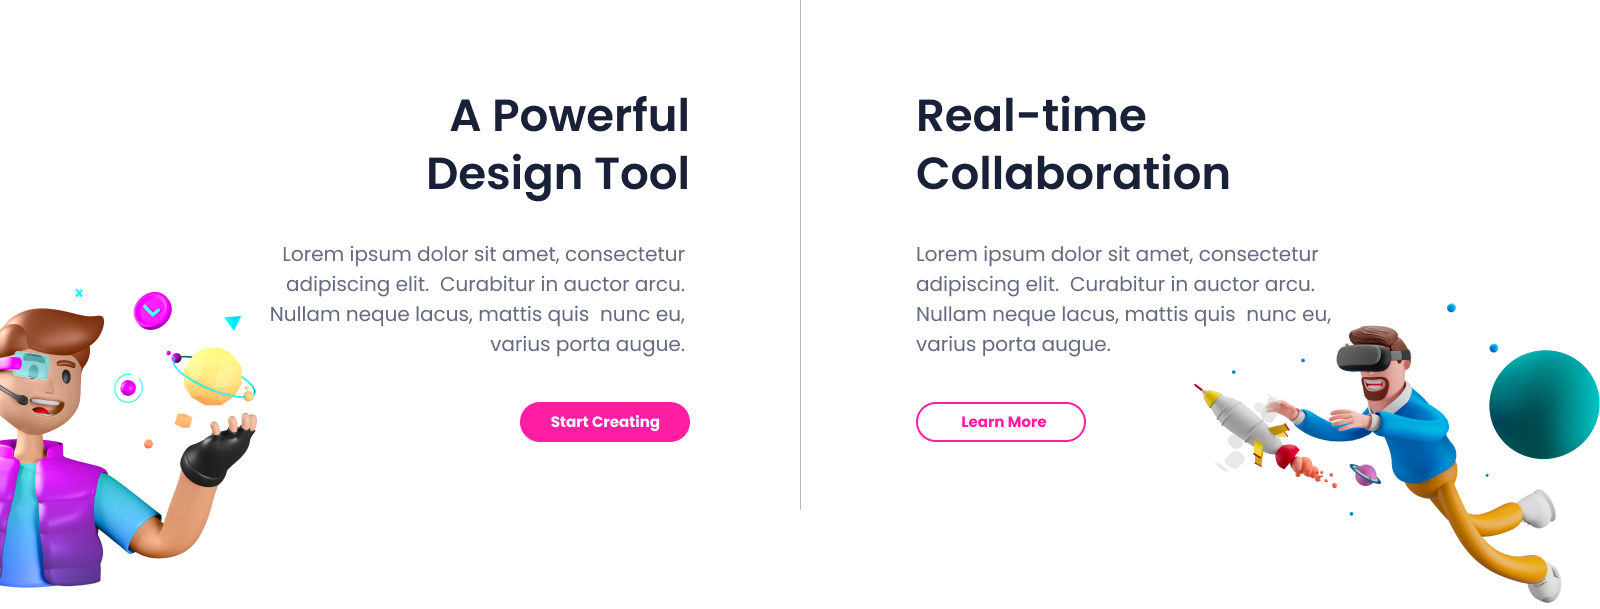 A Powerful
Design Tool
Lorem ipsum dolor sit amet, consectetur
adipiscing elit.  Curabitur in auctor arcu.
Nullam neque lacus, mattis quis  nunc eu,
varius porta augue.
Start Creating
Real-time
Collaboration
Lorem ipsum dolor sit amet, consectetur
adipiscing elit.  Curabitur in auctor arcu.
Nullam neque lacus, mattis quis  nunc eu,
varius porta augue.
Learn More